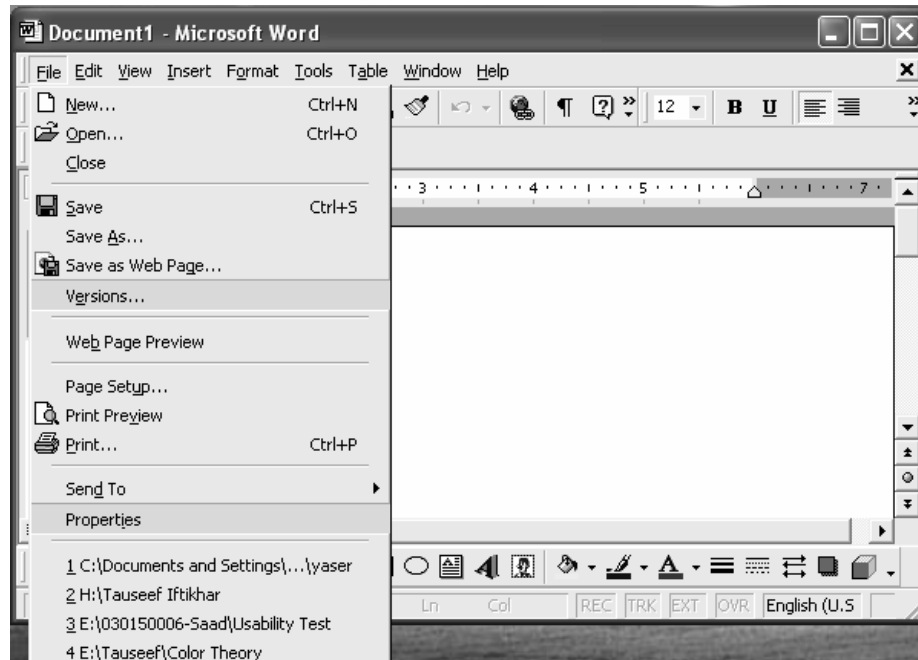 Document1 - Microsoft Word
File Edit View Insert Format Tools Table Window Help
New... Ctrl+N
12 B U
Open... Ctrl+O
Close
3 4 5 7
Save Ctrl+S
Save As...
Save as Web Page...
Versions...
Web Page Preview
Page Setup...
Print Preview
Print... Ctrl+P
Send To
Properties
1 C:\Documents and Settings\...\yaser
2 H:\Tauseef Iftikhar
Ln Col REC TRK EXT OVR English (U.S
3 E:\030150006-Saad\Usability Test
4 E:\Tauseef\Color Theory